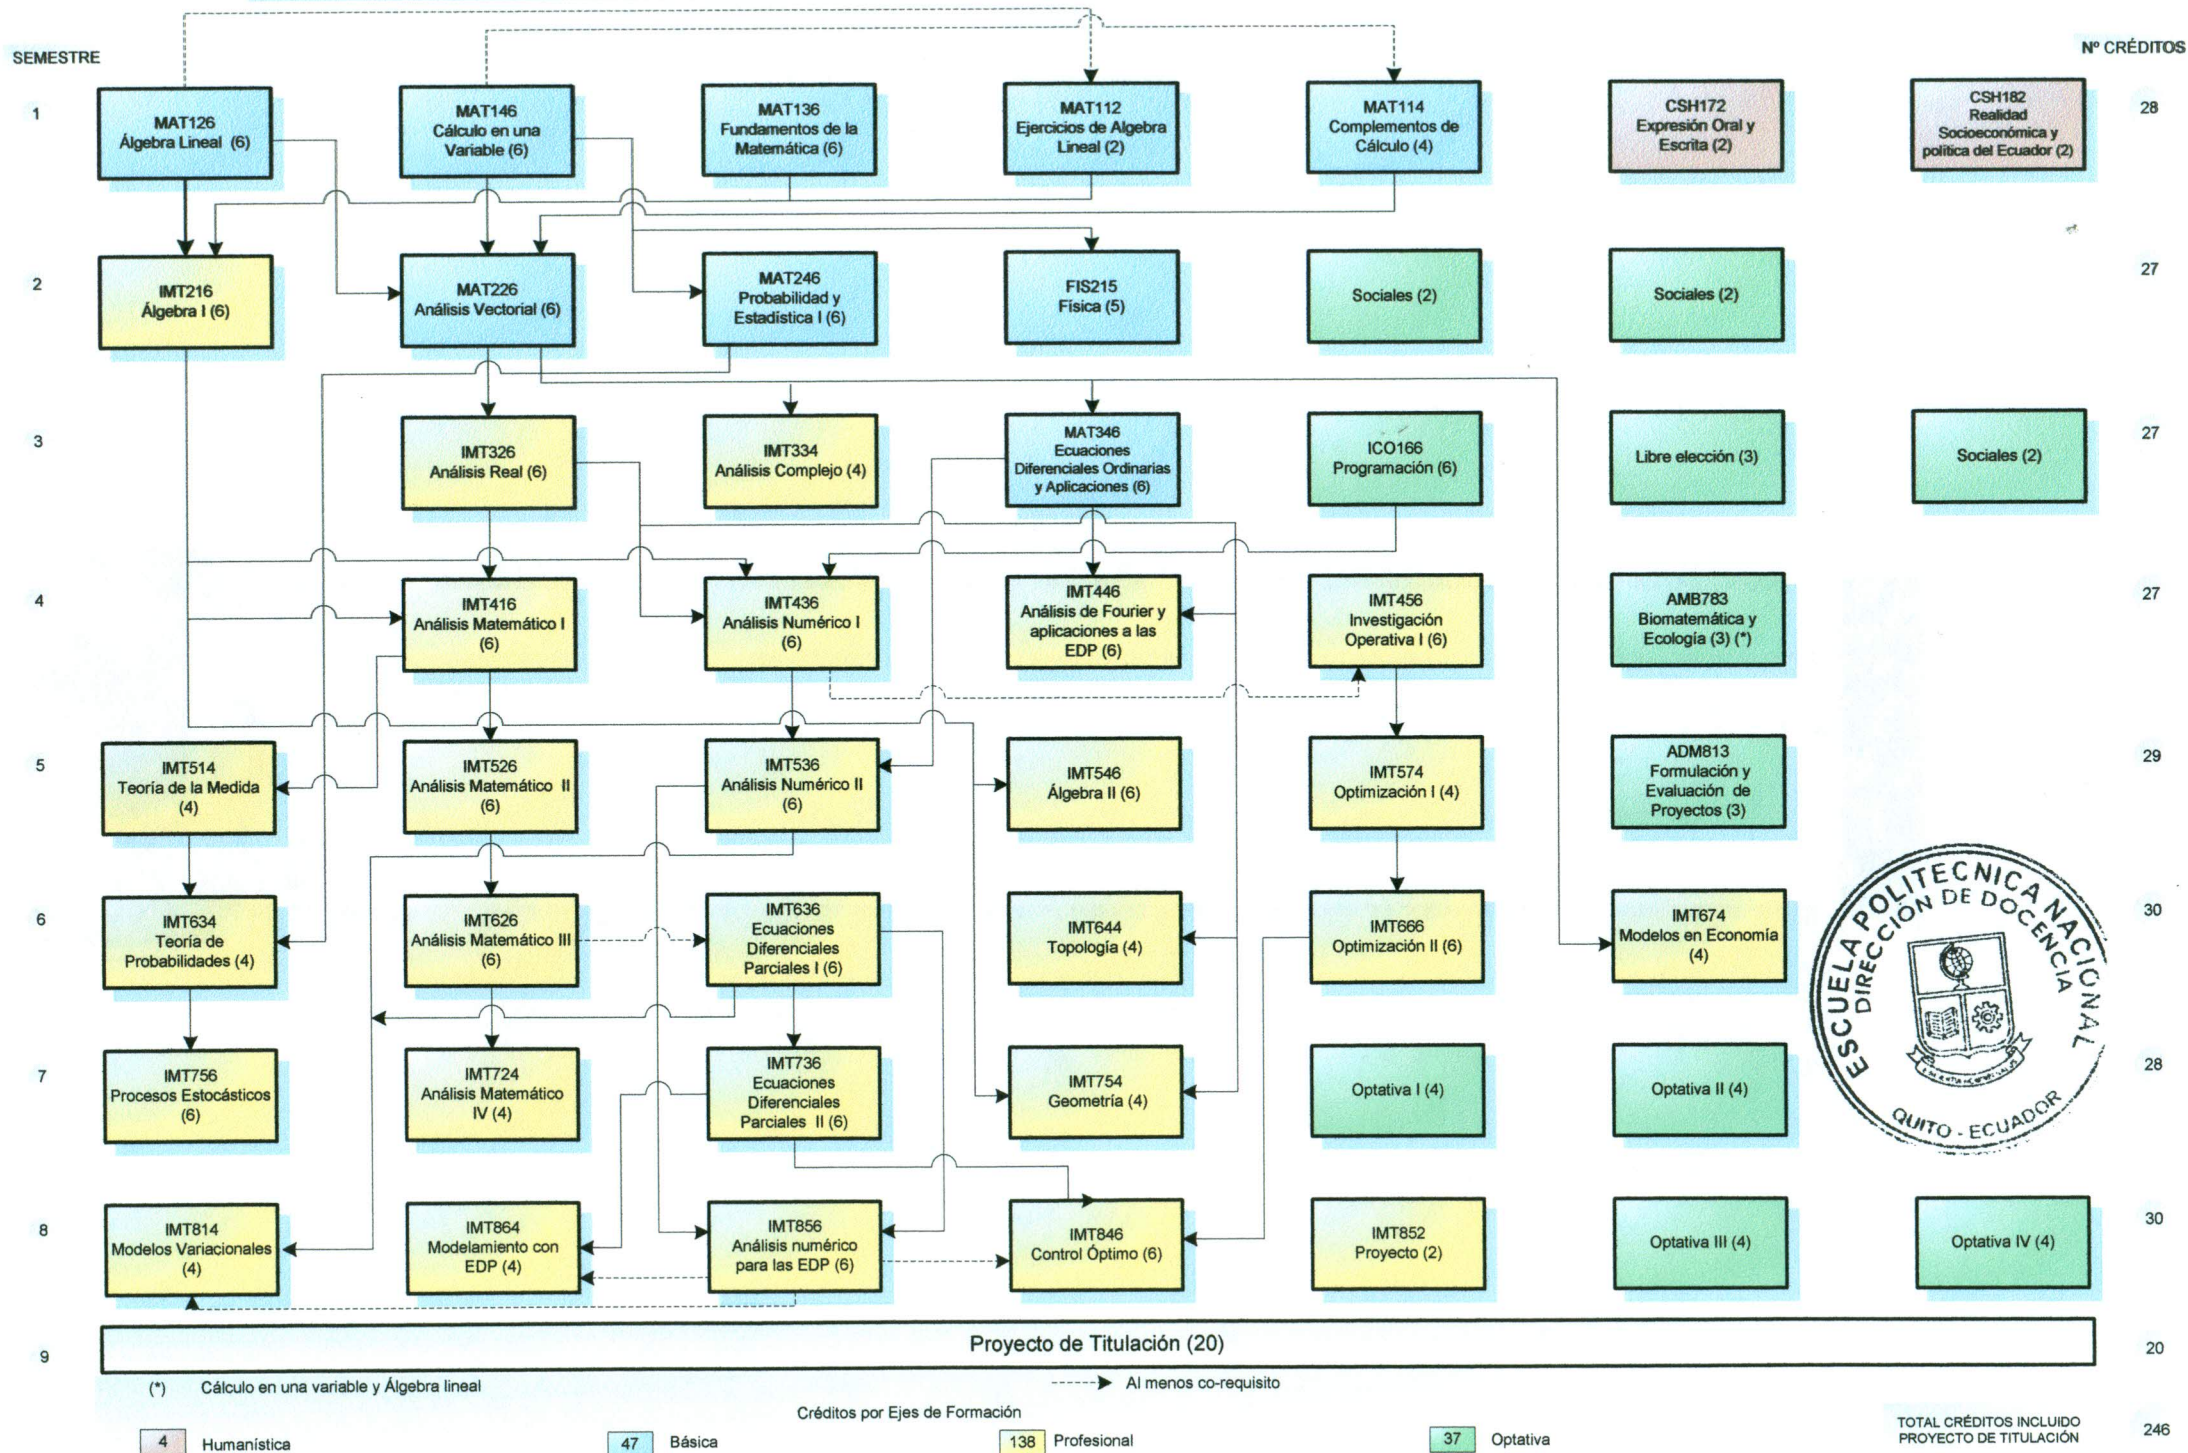 SEMESTRE
Nº CRÉDITOS
1
MAT126
Álgebra Lineal (6)
MAT146
Cálculo en una
Variable (6)
MAT136
Fundamentos de la
Matemática (6)
MAT112
Ejercicios de Algebra
Lineal (2)
MAT114
Complementos de
Cálculo (4)
CSH172
Expresión Oral y
Escrita (2)
CSH182
Realidad
Socioeconómica y
política del Ecuador (2)
28
2
IMT216
Álgebra I (6)
MAT226
Análisis Vectorial (6)
MAT246
Probabilidad y
Estadística I (6)
FIS215
Física (5)
Sociales (2)
Sociales (2)
27
3
IMT326
Análisis Real (6)
IMT334
Análisis Complejo (4)
MAT346
Ecuaciones
Diferenciales Ordinarias
y Aplicaciones (6)
ICO166
Programación (6)
Libre elección (3)
Sociales (2)
27
4
IMT416
Análisis Matemático I
(6)
IMT436
Análisis Numérico I
(6)
IMT446
Análisis de Fourier y
aplicaciones a las
EDP (6)
IMT456
Investigación
Operativa I (6)
AMB783
Biomatemática y
Ecología (3) (*)
27
5
IMT514
Teoría de la Medida
(4)
IMT526
Análisis Matemático II
(6)
IMT536
Análisis Numérico II
(6)
IMT546
Álgebra II (6)
IMT574
Optimización I (4)
ADM813
Formulación y
Evaluación de
Proyectos (3)
29
6
IMT634
Teoría de
Probabilidades (4)
IMT626
Análisis Matemático III
(6)
IMT636
Ecuaciones
Diferenciales
Parciales I (6)
IMT644
Topología (4)
IMT666
Optimización II (6)
IMT674
Modelos en Economía
(4)
30
ESCUELA POLITECNICA NACIONAL
DIRECCION DE DOCENCIA
QUITO - ECUADOR
7
IMT756
Procesos Estocásticos
(6)
IMT724
Análisis Matemático
IV (4)
IMT736
Ecuaciones
Diferenciales
Parciales II (6)
IMT754
Geometría (4)
Optativa I (4)
Optativa II (4)
28
8
IMT814
Modelos Variacionales
(4)
IMT864
Modelamiento con
EDP (4)
IMT856
Análisis numérico
para las EDP (6)
IMT846
Control Óptimo (6)
IMT852
Proyecto (2)
Optativa III (4)
Optativa IV (4)
30
9
Proyecto de Titulación (20)
20
(*) Cálculo en una variable y Álgebra lineal
Al menos co-requisito
Créditos por Ejes de Formación
4 Humanística
47 Básica
138 Profesional
37 Optativa
TOTAL CRÉDITOS INCLUIDO
PROYECTO DE TITULACIÓN
246